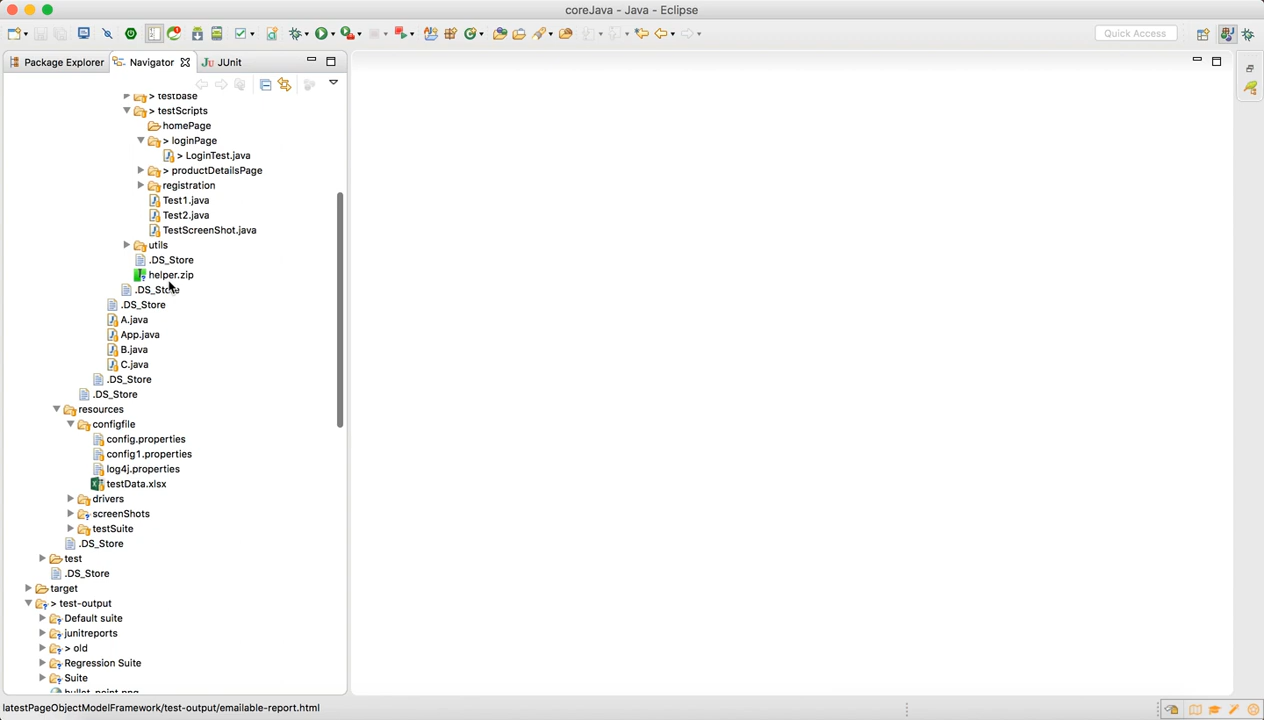 coreJava - Java - Eclipse
Quick Access
Package Explorer
Navigator
JUnit
> testbase
> testScripts
homePage
> loginPage
> LoginTest.java
> productDetailsPage
registration
Test1.java
Test2.java
TestScreenShot.java
utils
.DS_Store
helper.zip
.DS_Store
.DS_Store
A.java
App.java
B.java
C.java
.DS_Store
.DS_Store
resources
configfile
config.properties
config1.properties
log4j.properties
testData.xlsx
drivers
screenShots
testSuite
.DS_Store
test
.DS_Store
target
> test-output
Default suite
junitreports
> old
Regression Suite
Suite
bullet_point.png
latestPageObjectModelFramework/test-output/emailable-report.html